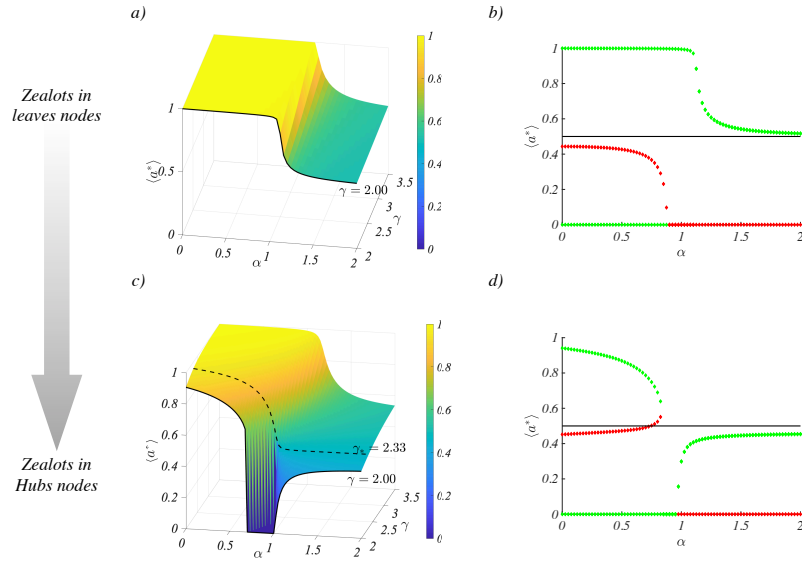 a)
b)
Zealots in
leaves nodes
1
0.5
0
⟨a*⟩
0
0.5
1
1.5
2
α
γ = 2.00
2
2.5
3
3.5
γ
1
0.8
0.6
0.4
0.2
0
1
0.8
0.6
0.4
0.2
0
⟨a*⟩
0
0.5
1
1.5
2
α
c)
d)
Zealots in
Hubs nodes
1
0.8
0.6
0.4
0.2
0
⟨a*⟩
0
0.5
1
1.5
2
α
γ* = 2.33
γ = 2.00
2
2.5
3
3.5
γ
1
0.8
0.6
0.4
0.2
0
1
0.8
0.6
0.4
0.2
0
⟨a*⟩
0
0.5
1
1.5
2
α